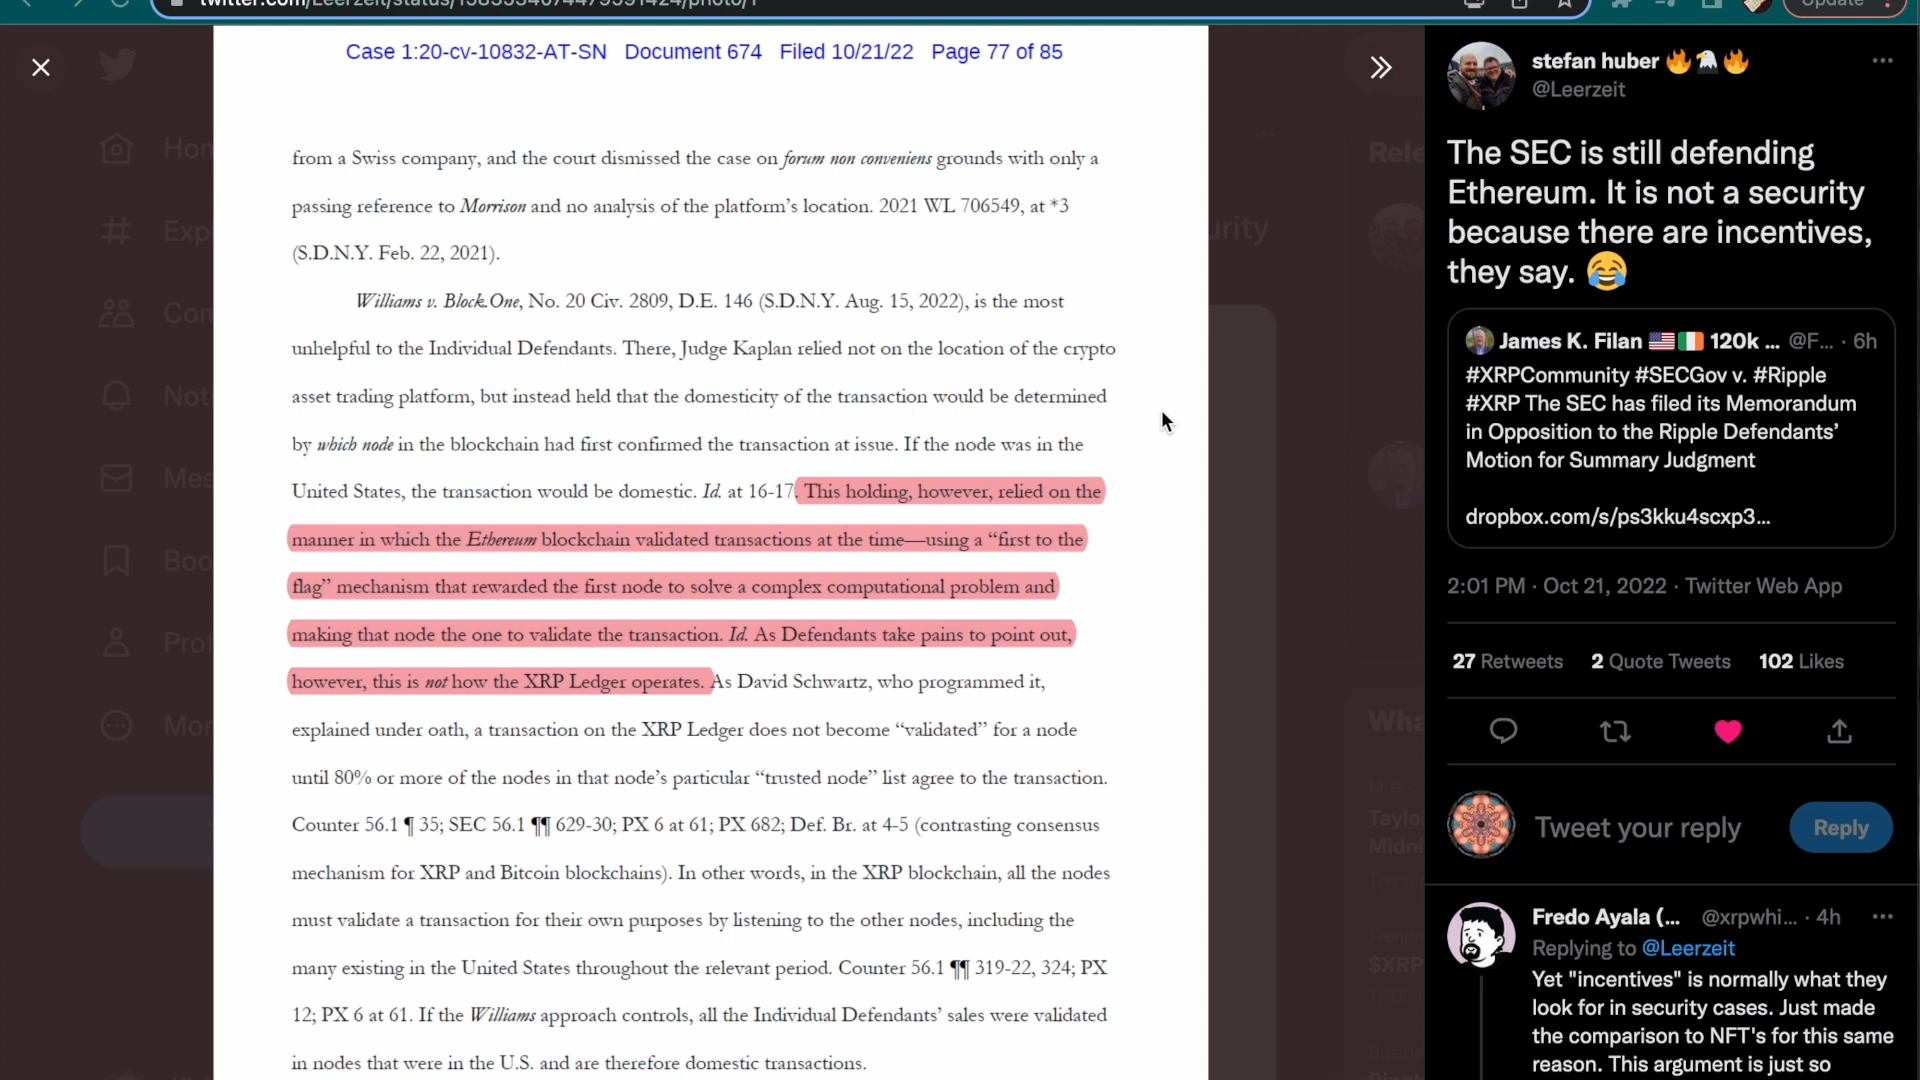 Update
Case 1:20-cv-10832-AT-SN Document 674 Filed 10/21/22 Page 77 of 85
from a Swiss company, and the court dismissed the case on forum non conveniens grounds with only a
passing reference to Morrison and no analysis of the platform's location. 2021 WL 706549, at *3
(S.D.N.Y. Feb. 22, 2021).
Williams v. Block.One, No. 20 Civ. 2809, D.E. 146 (S.D.N.Y. Aug. 15, 2022), is the most
unhelpful to the Individual Defendants. There, Judge Kaplan relied not on the location of the crypto
asset trading platform, but instead held that the domesticity of the transaction would be determined
by which node in the blockchain had first confirmed the transaction at issue. If the node was in the
United States, the transaction would be domestic. Id. at 16-17. This holding, however, relied on the
manner in which the Ethereum blockchain validated transactions at the time—using a “first to the
flag” mechanism that rewarded the first node to solve a complex computational problem and
making that node the one to validate the transaction. Id. As Defendants take pains to point out,
however, this is not how the XRP Ledger operates. As David Schwartz, who programmed it,
explained under oath, a transaction on the XRP Ledger does not become “validated” for a node
until 80% or more of the nodes in that node's particular “trusted node” list agree to the transaction.
Counter 56.1 ¶ 35; SEC 56.1 ¶¶ 629-30; PX 6 at 61; PX 682; Def. Br. at 4-5 (contrasting consensus
mechanism for XRP and Bitcoin blockchains). In other words, in the XRP blockchain, all the nodes
must validate a transaction for their own purposes by listening to the other nodes, including the
many existing in the United States throughout the relevant period. Counter 56.1 ¶¶ 319-22, 324; PX
12; PX 6 at 61. If the Williams approach controls, all the Individual Defendants' sales were validated
in nodes that were in the U.S. and are therefore domestic transactions.
stefan huber 🔥🦅🔥
@Leerzeit
The SEC is still defending
Ethereum. It is not a security
because there are incentives,
they say. 😂
James K. Filan 🇺🇸🇮🇪 120k ... @F... · 6h
#XRPCommunity #SECGov v. #Ripple
#XRP The SEC has filed its Memorandum
in Opposition to the Ripple Defendants’
Motion for Summary Judgment
dropbox.com/s/ps3kku4scxp3...
2:01 PM · Oct 21, 2022 · Twitter Web App
27 Retweets 2 Quote Tweets 102 Likes
Tweet your reply Reply
Fredo Ayala (... @xrpwhi... · 4h
Replying to @Leerzeit
Yet "incentives" is normally what they
look for in security cases. Just made
the comparison to NFT's for this same
reason. This argument is just so